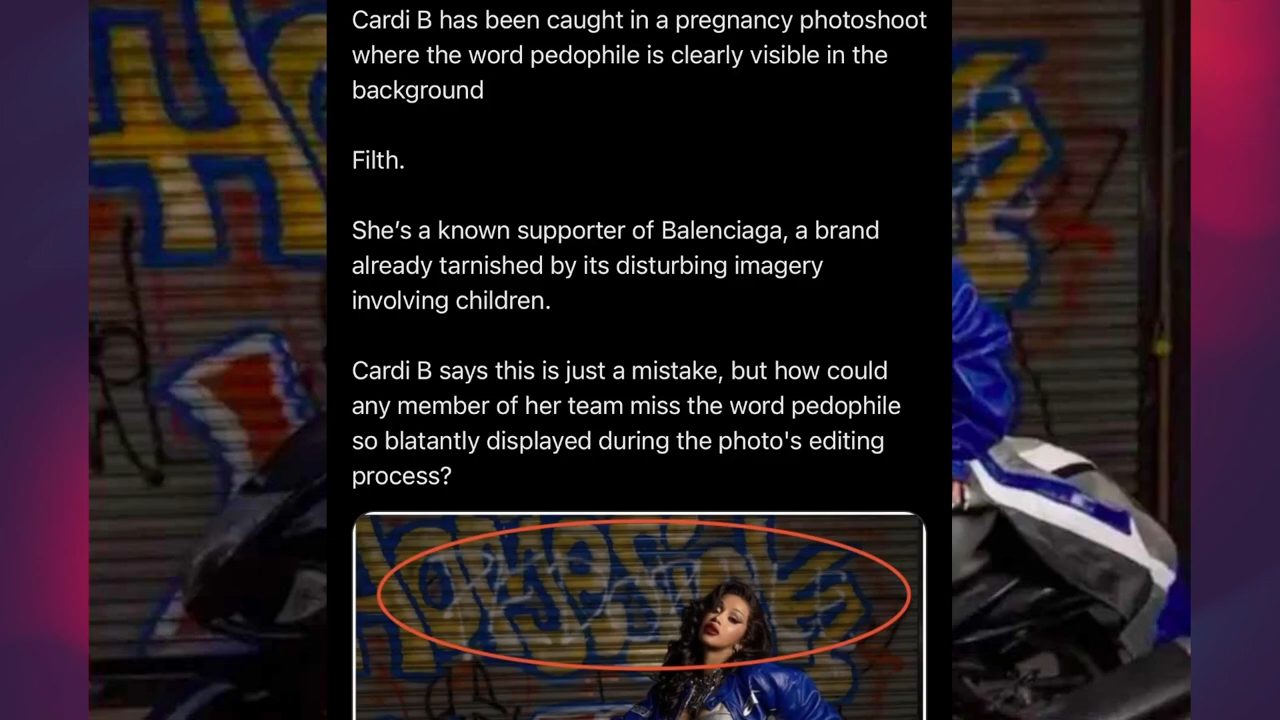 Cardi B has been caught in a pregnancy photoshoot
where the word pedophile is clearly visible in the
background
Filth.
She’s a known supporter of Balenciaga, a brand
already tarnished by its disturbing imagery
involving children.
Cardi B says this is just a mistake, but how could
any member of her team miss the word pedophile
so blatantly displayed during the photo's editing
process?